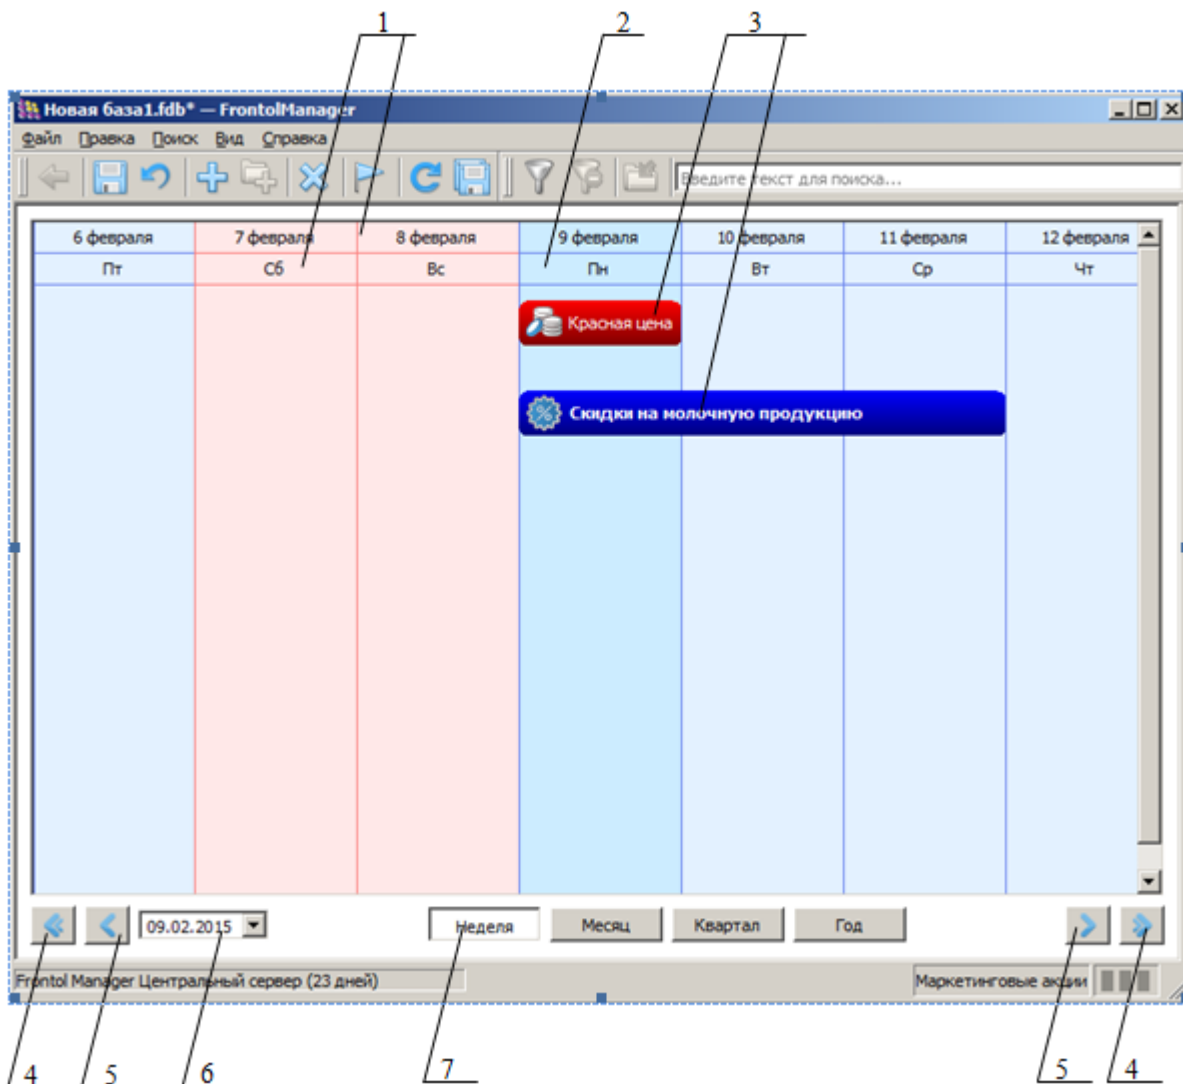 1 2 3
Новая база1.fdb* — FrontolManager
Файл Правка Поиск Вид Справка
Введите текст для поиска...
6 февраля 7 февраля 8 февраля 9 февраля 10 февраля 11 февраля 12 февраля
Пт Сб Вс Пн Вт Ср Чт
Красная цена
% Скидки на молочную продукцию
09.02.2015 Неделя Месяц Квартал Год
Frontol Manager Центральный сервер (23 дней) Маркетинговые акции
4 5 6 7 5 4